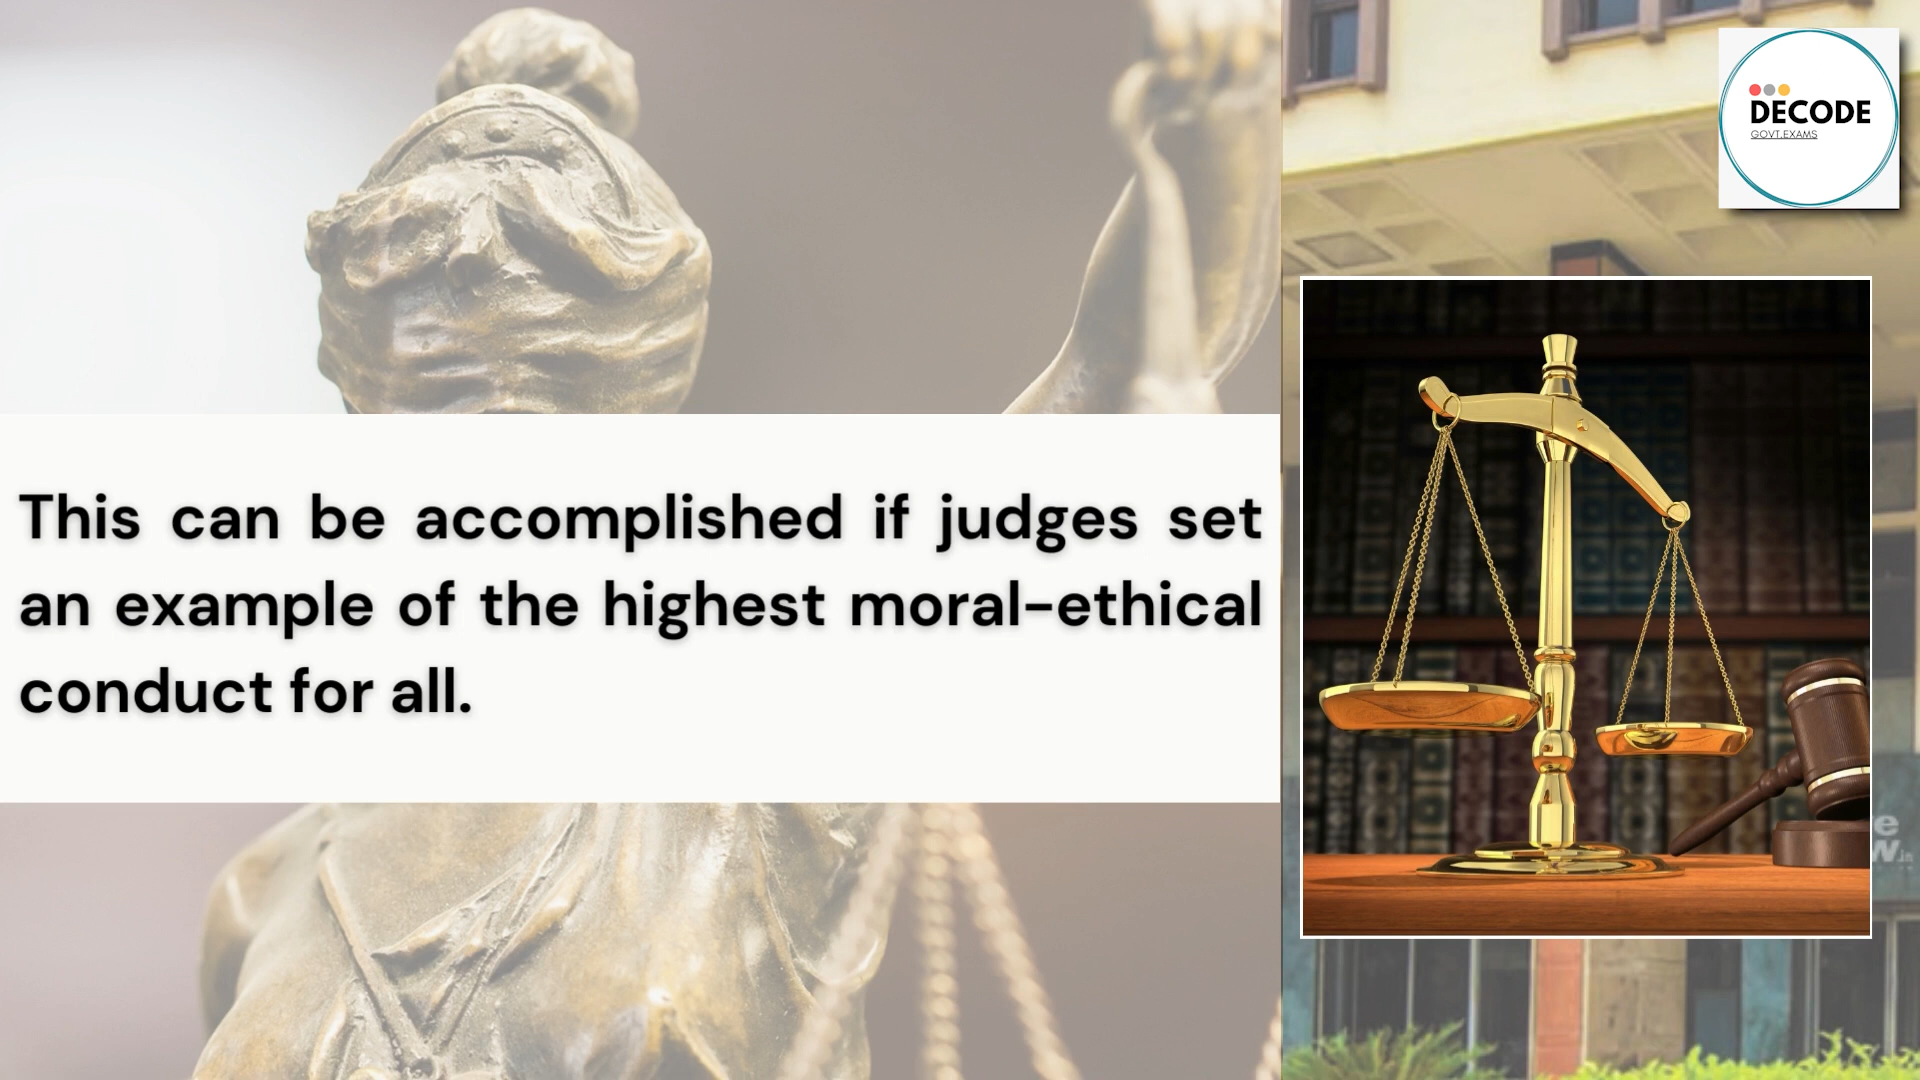 DECODE
GOVT.EXAMS
This can be accomplished if judges set
an example of the highest moral-ethical
conduct for all.